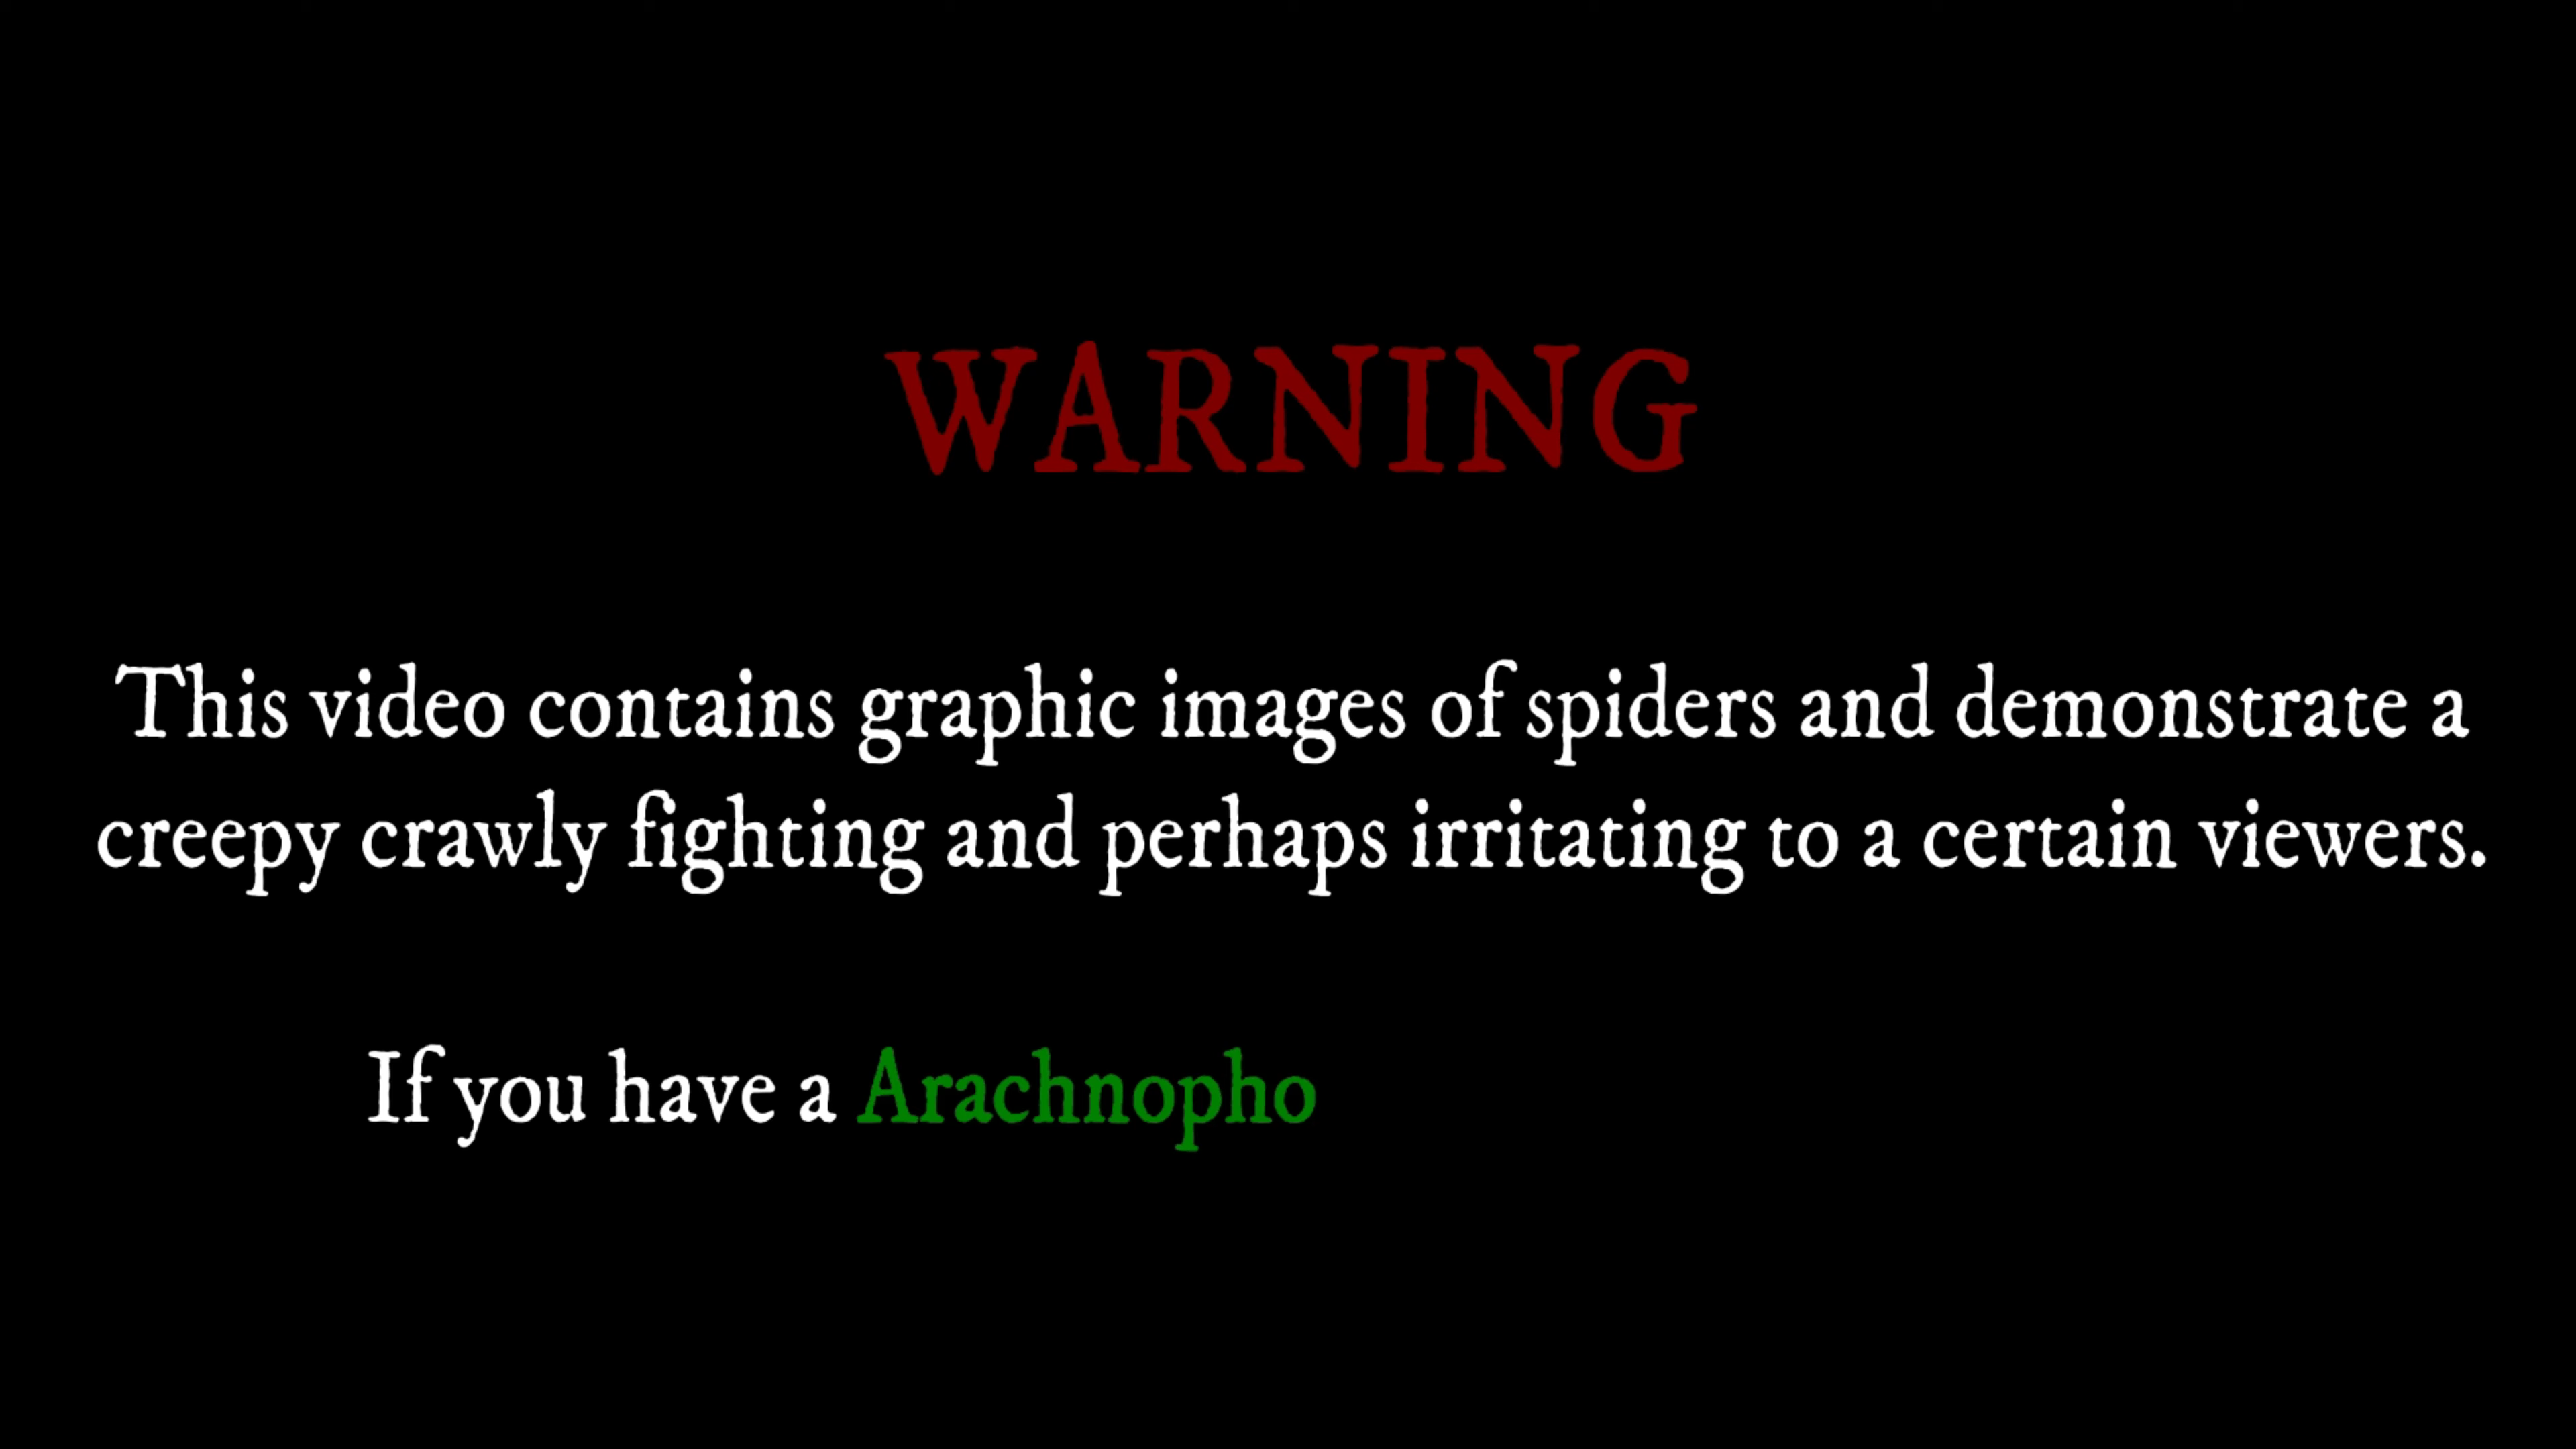 WARNING
This video contains graphic images of spiders and demonstrate a
creepy crawly fighting and perhaps irritating to a certain viewers.
If you have a Arachnopho